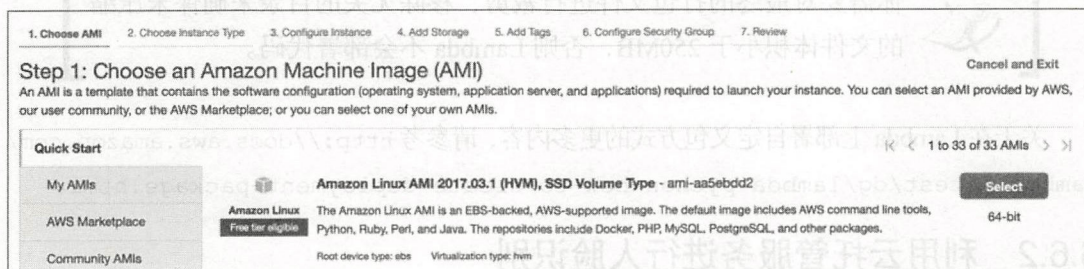 1. Choose AMI 2. Choose Instance Type 3. Configure Instance 4. Add Storage 5. Add Tags 6. Configure Security Group 7. Review
Step 1: Choose an Amazon Machine Image (AMI)
Cancel and Exit
An AMI is a template that contains the software configuration (operating system, application server, and applications) required to launch your instance. You can select an AMI provided by AWS,
our user community, or the AWS Marketplace; or you can select one of your own AMIs.
Quick Start
1 to 33 of 33 AMIs
My AMIs
AWS Marketplace
Community AMIs
Amazon Linux
Free tier eligible
Amazon Linux AMI 2017.03.1 (HVM), SSD Volume Type - ami-aa5ebdd2
The Amazon Linux AMI is an EBS-backed, AWS-supported image. The default image includes AWS command line tools,
Python, Ruby, Perl, and Java. The repositories include Docker, PHP, MySQL, PostgreSQL, and other packages.
Root device type: ebs Virtualization type: hvm
Select
64-bit